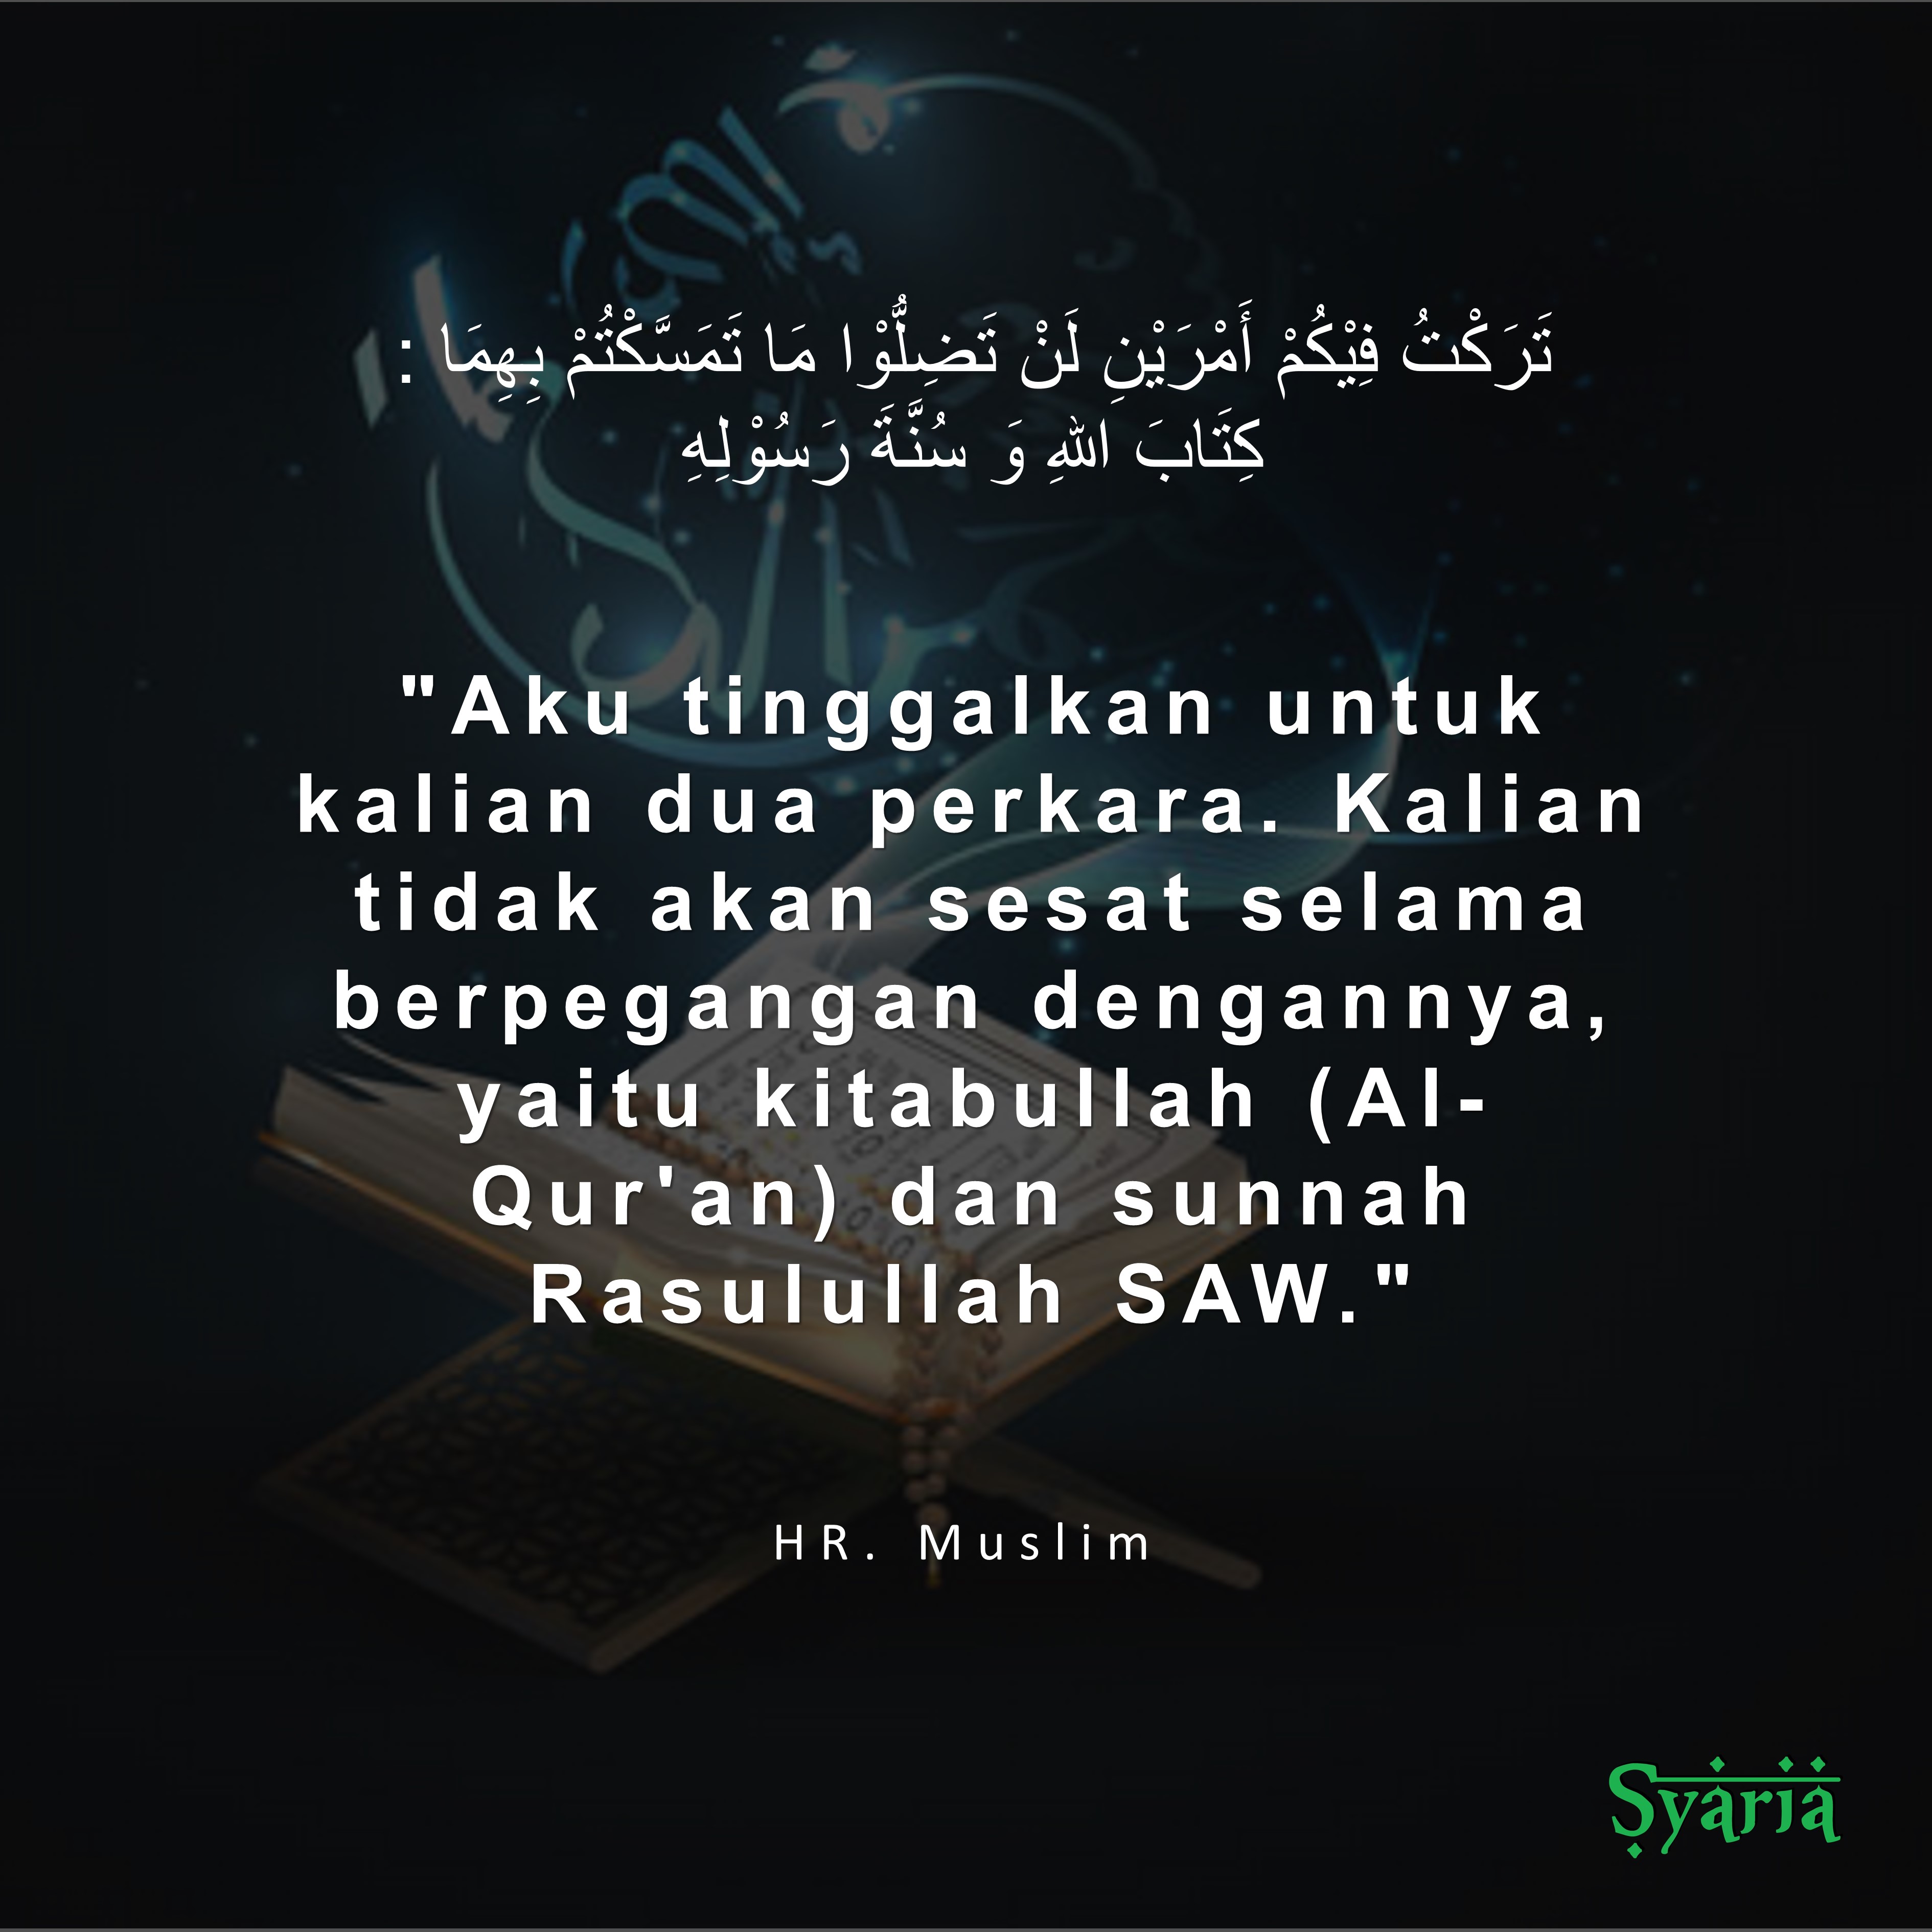 تَرَكْتُ فِيْكُمْ أَمْرَيْنِ لَنْ تَضِلُّوْا مَا تَمَسَّكْتُمْ بِهِمَا :
كِتَابَ اللهِ وَ سُنَّةَ رَسُوْلِهِ
"Aku tinggalkan untuk
kalian dua perkara. Kalian
tidak akan sesat selama
berpegangan dengannya,
yaitu kitabullah (Al-
Qur'an) dan sunnah
Rasulullah SAW."
HR. Muslim
Syaria